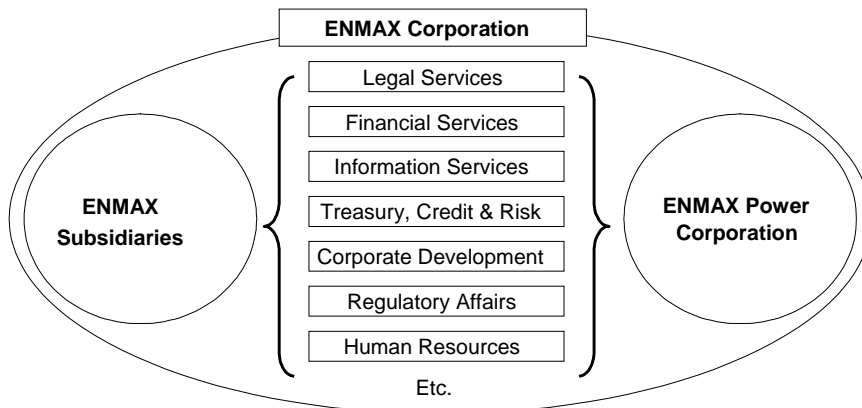 ENMAX Corporation
Legal Services
Financial Services
Information Services
Treasury, Credit & Risk
Corporate Development
Regulatory Affairs
Human Resources
Etc.
ENMAX
Subsidiaries
ENMAX Power
Corporation